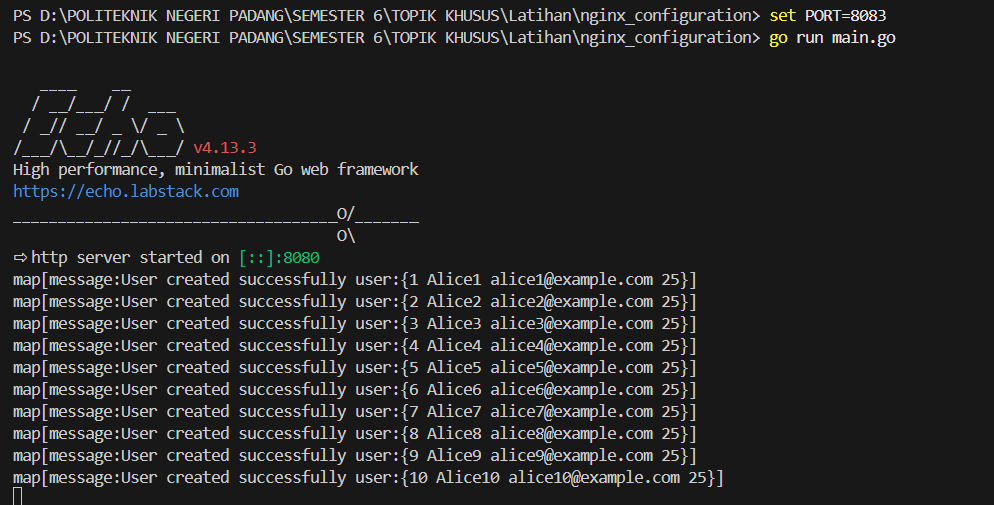 PS D:\POLITEKNIK NEGERI PADANG\SEMESTER 6\TOPIK KHUSUS\Latihan\nginx_configuration> set PORT=8083
PS D:\POLITEKNIK NEGERI PADANG\SEMESTER 6\TOPIK KHUSUS\Latihan\nginx_configuration> go run main.go
   ____    __
  / __/___/ /  ___
 / _// __/ _ \/ _ \
/___/\__/_//_/\___/ v4.13.3
High performance, minimalist Go web framework
https://echo.labstack.com
____________________________________O/_______
                                    O\
⇨ http server started on [::]:8080
map[message:User created successfully user:{1 Alice1 alice1@example.com 25}]
map[message:User created successfully user:{2 Alice2 alice2@example.com 25}]
map[message:User created successfully user:{3 Alice3 alice3@example.com 25}]
map[message:User created successfully user:{4 Alice4 alice4@example.com 25}]
map[message:User created successfully user:{5 Alice5 alice5@example.com 25}]
map[message:User created successfully user:{6 Alice6 alice6@example.com 25}]
map[message:User created successfully user:{7 Alice7 alice7@example.com 25}]
map[message:User created successfully user:{8 Alice8 alice8@example.com 25}]
map[message:User created successfully user:{9 Alice9 alice9@example.com 25}]
map[message:User created successfully user:{10 Alice10 alice10@example.com 25}]